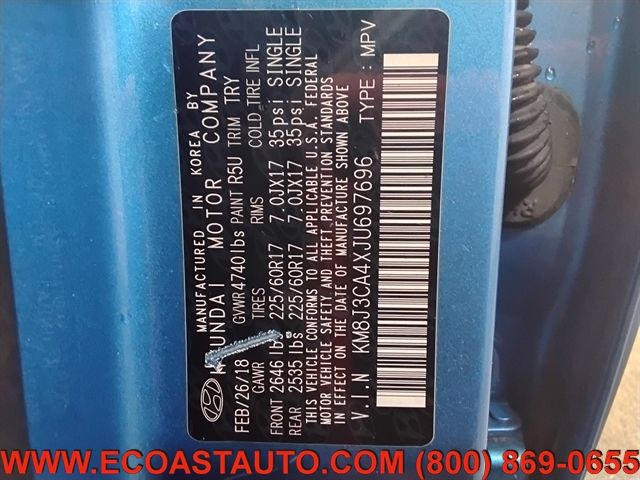 MANUFACTURED IN KOREA BY
HYUNDAI MOTOR COMPANY
FEB/26/18 GVWR 4740lbs PAINT R5U TRIM TRY
GAWR TIRES RIMS COLD TIRE INFL
FRONT 2646 lbs 225/60R17 7.0JX17 35psi SINGLE
REAR 2535 lbs 225/60R17 7.0JX17 35psi SINGLE
THIS VEHICLE CONFORMS TO ALL APPLICABLE U.S.A. FEDERAL
MOTOR VEHICLE SAFETY AND THEFT PREVENTION STANDARDS
IN EFFECT ON THE DATE OF MANUFACTURE SHOWN ABOVE
V.I.N KM8J3CA4XJU697696 TYPE : MPV
WWW.ECOASTAUTO.COM (800) 869-0655